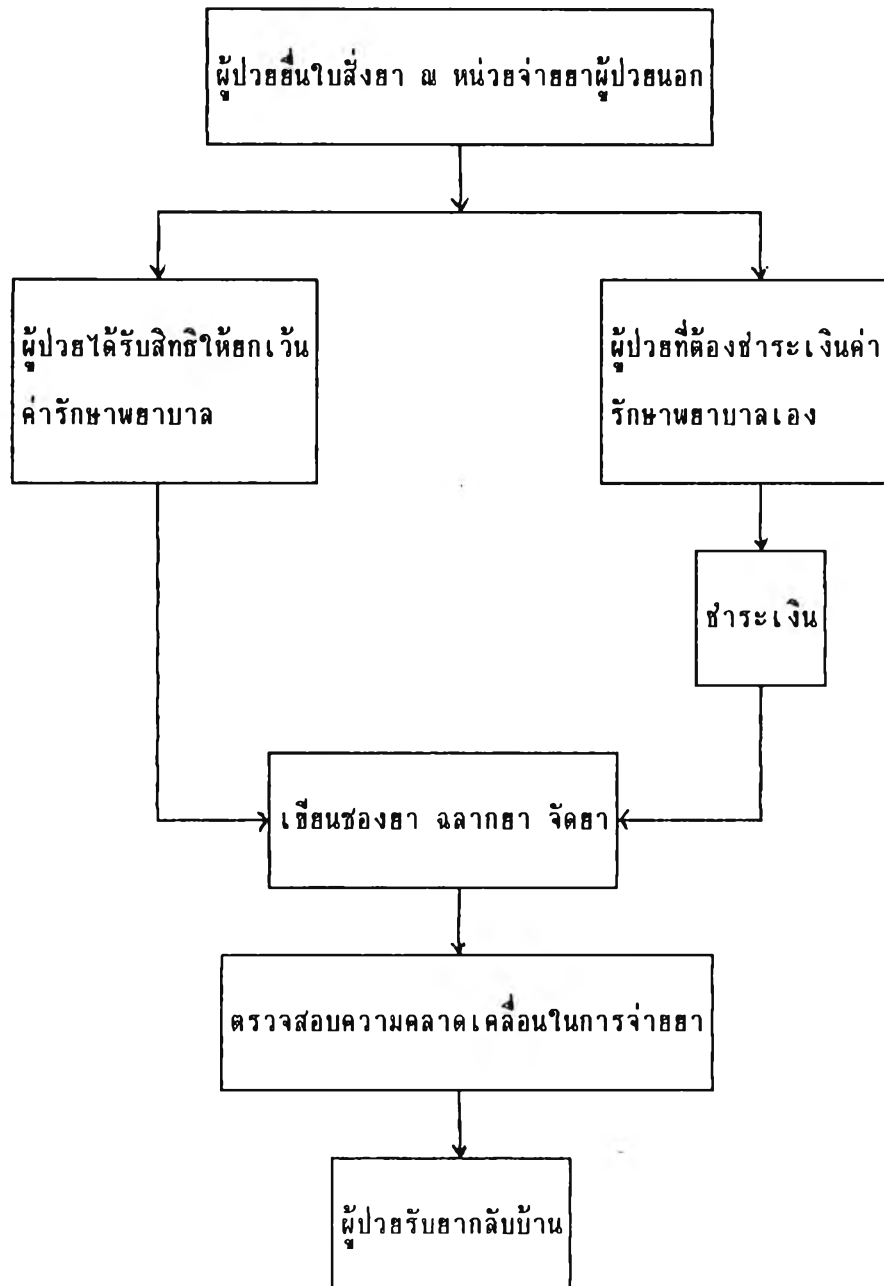 ผู้ป่วยยื่นใบสั่งยา ณ หน่วยจ่ายยาผู้ป่วยนอก
ผู้ป่วยได้รับสิทธิให้ยกเว้น
ค่ารักษาพยาบาล
ผู้ป่วยที่ต้องชำระเงินค่า
รักษาพยาบาลเอง
ชำระเงิน
เขียนซองยา ฉลากยา จัดยา
ตรวจสอบความคลาดเคลื่อนในการจ่ายยา
ผู้ป่วยรับยากลับบ้าน